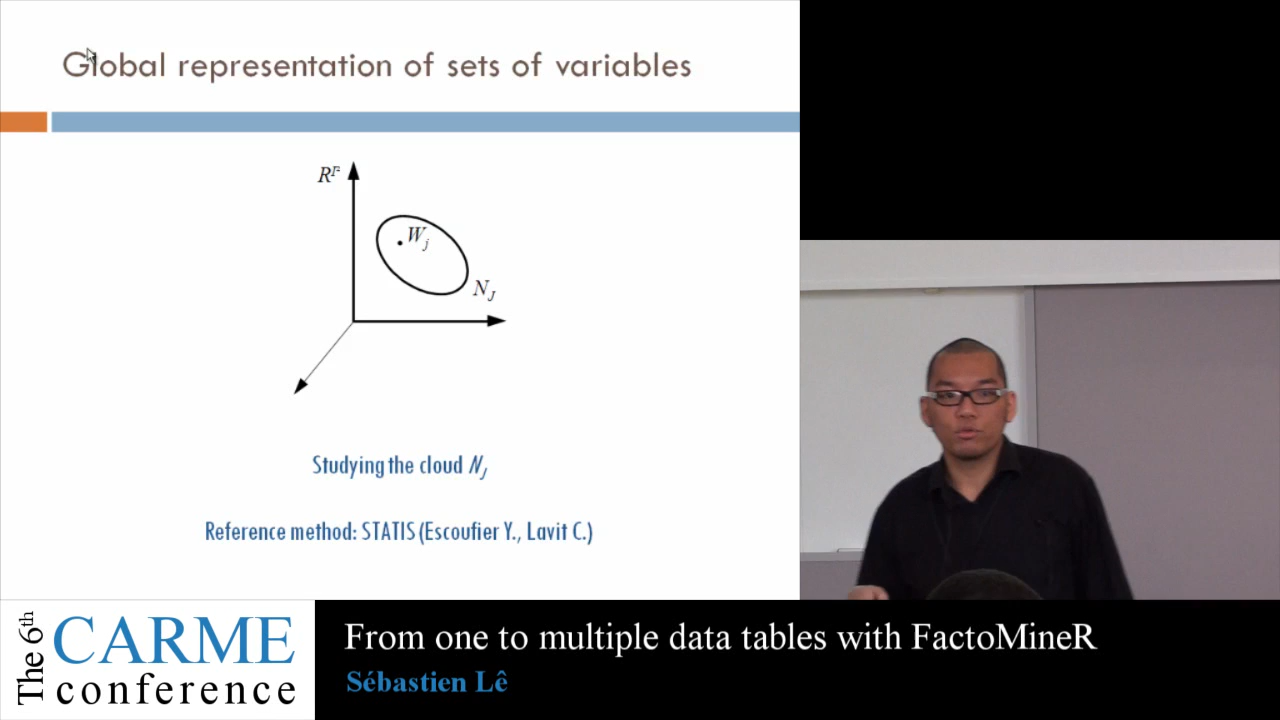 Global representation of sets of variables
R^{I²}
W_j
N_J
Studying the cloud N_J
Reference method: STATIS (Escoufier Y., Lavit C.)
The 6th
CARME
conference
From one to multiple data tables with FactoMineR
Sébastien Lê